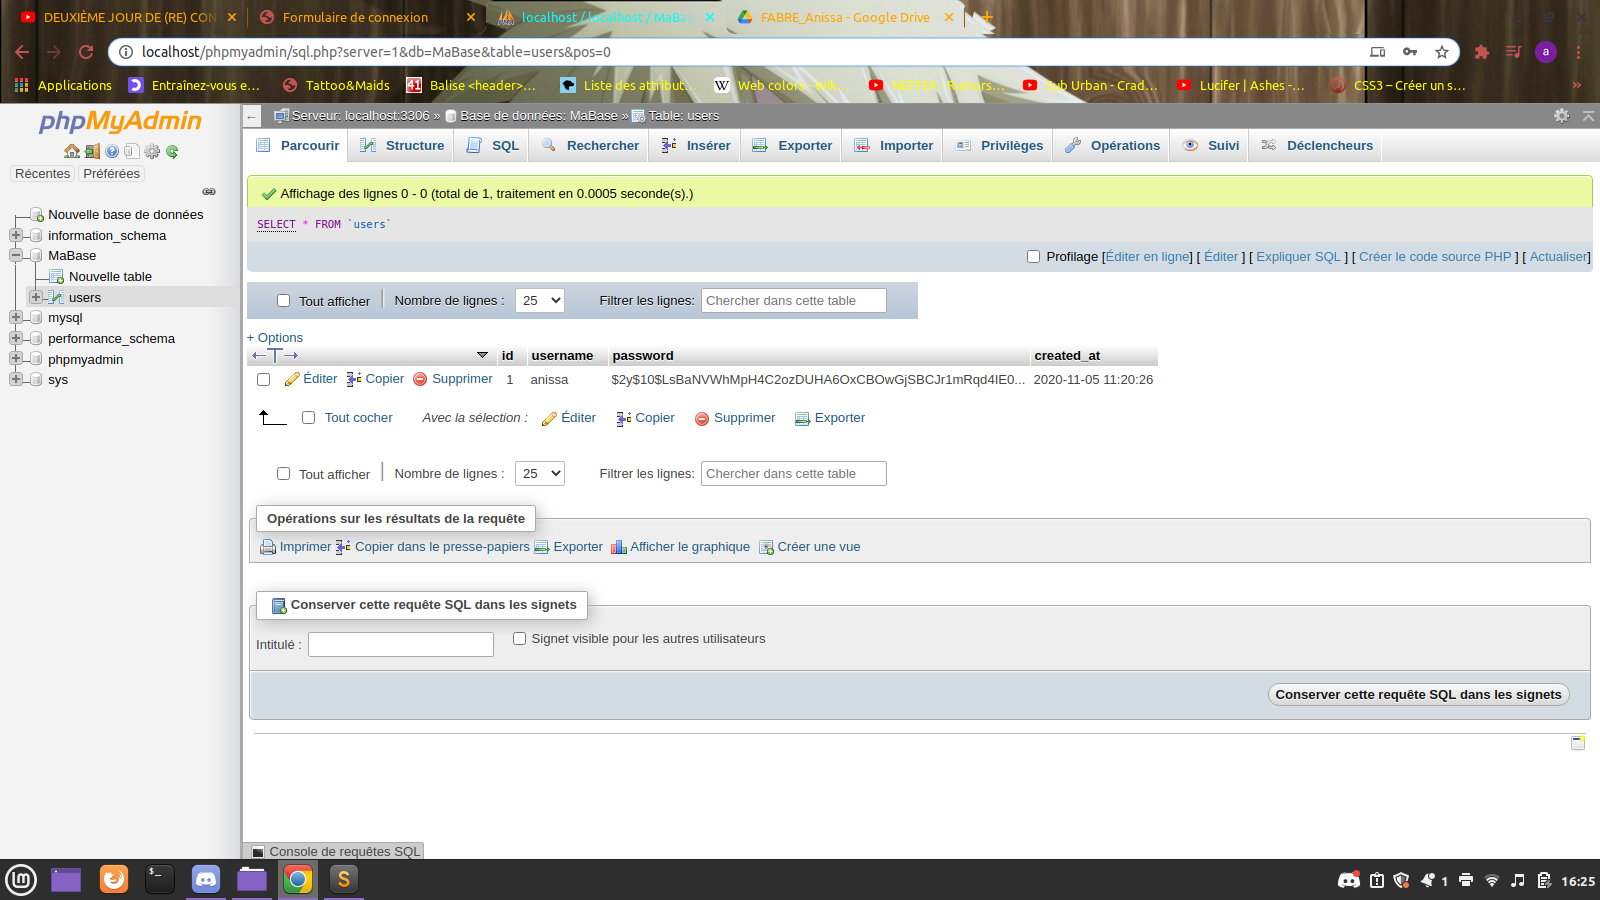 DEUXIÈME JOUR DE (RE) CON
Formulaire de connexion
localhost / localhost / MaBas
FABRE_Anissa - Google Drive
localhost/phpmyadmin/sql.php?server=1&db=MaBase&table=users&pos=0
a
Applications
Entraînez-vous e...
Tattoo&Maids
41 Balise <header>...
Liste des attribut...
W Web colors - Wik...
Sub Urban - Crad...
Lucifer | Ashes -...
CSS3 – Créer un s...
»
phpMyAdmin
Récentes Préférées
Nouvelle base de données
information_schema
MaBase
Nouvelle table
users
mysql
performance_schema
phpmyadmin
sys
Serveur: localhost:3306 » Base de données: MaBase » Table: users
Parcourir Structure SQL Rechercher Insérer Exporter Importer Privilèges Opérations Suivi Déclencheurs
Affichage des lignes 0 - 0 (total de 1, traitement en 0.0005 seconde(s).)
SELECT * FROM `users`
Profilage [Éditer en ligne] [ Éditer ] [ Expliquer SQL ] [ Créer le code source PHP ] [ Actualiser]
Tout afficher Nombre de lignes : 25 Filtrer les lignes: Chercher dans cette table
+ Options
id username password created_at
Éditer Copier Supprimer 1 anissa $2y$10$LsBaNVWhMpH4C2ozDUHA6OxCBOwGjSBCJr1mRqd4IE0... 2020-11-05 11:20:26
Tout cocher Avec la sélection : Éditer Copier Supprimer Exporter
Tout afficher Nombre de lignes : 25 Filtrer les lignes: Chercher dans cette table
Opérations sur les résultats de la requête
Imprimer Copier dans le presse-papiers Exporter Afficher le graphique Créer une vue
Conserver cette requête SQL dans les signets
Intitulé : Signet visible pour les autres utilisateurs
Conserver cette requête SQL dans les signets
Console de requêtes SQL
1 16:25